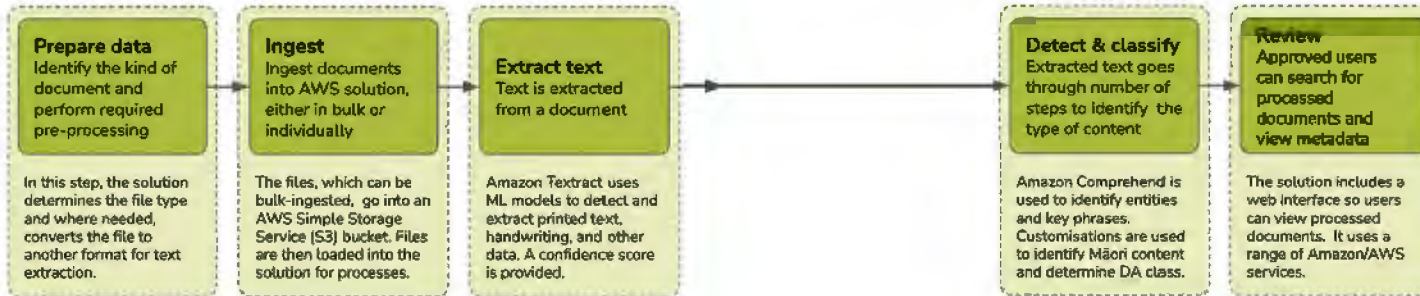 Prepare data
Identify the kind of
document and
perform required
pre-processing
In this step, the solution
determines the file type
and where needed,
converts the file to
another format for text
extraction.
Ingest
Ingest documents
into AWS solution,
either in bulk or
individually
The files, which can be
bulk-ingested, go into an
AWS Simple Storage
Service (S3) bucket. Files
are then loaded into the
solution for processes.
Extract text
Text is extracted
from a document
Amazon Textract uses
ML models to detect and
extract printed text,
handwriting, and other
data. A confidence score
is provided.
Detect & classify
Extracted text goes
through number of
steps to identify the
type of content
Amazon Comprehend is
used to identify entities
and key phrases.
Customisations are used
to identify Māori content
and determine DA class.
Review
Approved users
can search for
processed
documents and
view metadata
The solution includes a
web interface so users
can view processed
documents. It uses a
range of Amazon/AWS
services.